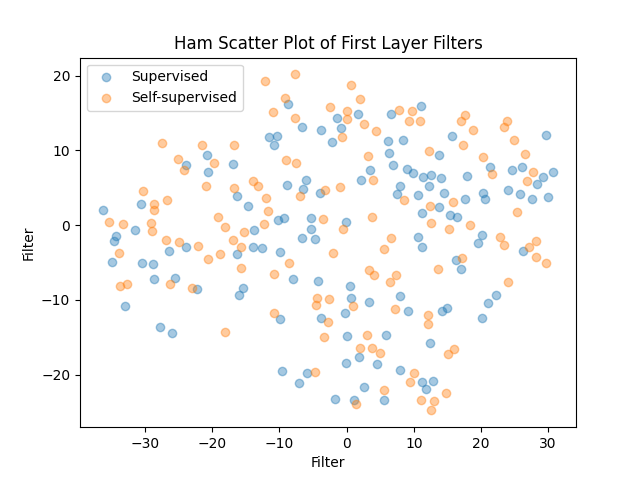 Ham Scatter Plot of First Layer Filters
Supervised
Self-supervised
20
10
0
−10
−20
Filter
−30
−20
−10
0
10
20
30
Filter